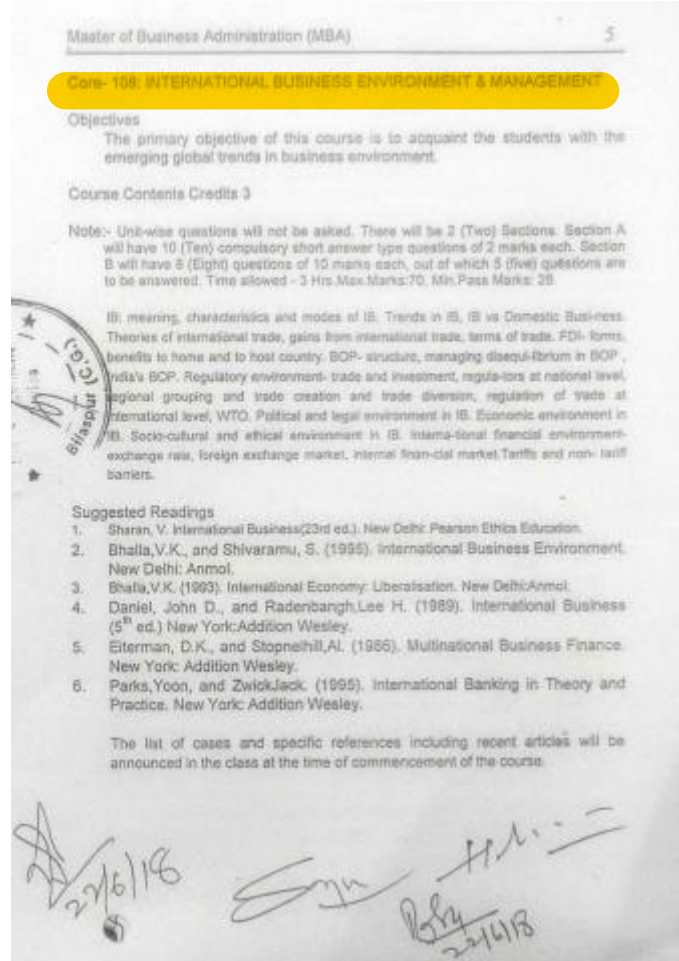 Master of Business Administration (MBA) 5
Core- 108: INTERNATIONAL BUSINESS ENVIRONMENT & MANAGEMENT
Objectives
The primary objective of this course is to acquaint the students with the
emerging global trends in business environment.
Course Contents Credits 3
Note:- Unit-wise questions will not be asked. There will be 2 (Two) Sections. Section A
will have 10 (Ten) compulsory short answer type questions of 2 marks each. Section
B will have 8 (Eight) questions of 10 marks each, out of which 5 (five) questions are
to be answered. Time allowed - 3 Hrs.Max.Marks:70. Min.Pass Marks: 28.
IB: meaning, characteristics and modes of IB. Trends in IB, IB vs Domestic Busi-ness.
Theories of international trade, gains from international trade, terms of trade. FDI- forms,
benefits to home and to host country. BOP- structure, managing disequi-librium in BOP ,
India's BOP. Regulatory environment- trade and investment, regula-tors at national level,
regional grouping and trade creation and trade diversion, regulation of trade at
international level, WTO. Political and legal environment in IB. Economic environment in
IB. Socio-cultural and ethical environment in IB. Interna-tional financial environment-
exchange rate, foreign exchange market, internal finan-cial market.Tariffs and non- tariff
barriers.
Bilaspur (C.G.)
Suggested Readings
1. Sharan, V. International Business(23rd ed.). New Delhi: Pearson Ethics Education.
2. Bhalla,V.K., and Shivaramu, S. (1995). International Business Environment.
New Delhi: Anmol.
3. Bhalla,V.K. (1993). International Economy: Liberalisation. New Delhi:Anmol.
4. Daniel, John D., and Radenbangh,Lee H. (1989). International Business
(5th ed.) New York:Addition Wesley.
5. Eiterman, D.K., and Stopnelhill,Al. (1986). Multinational Business Finance.
New York: Addition Wesley.
6. Parks,Yoon, and ZwickJack. (1995). International Banking in Theory and
Practice. New York: Addition Wesley.
The list of cases and specific references including recent articles will be
announced in the class at the time of commencement of the course.
22/6/18
22/6/18